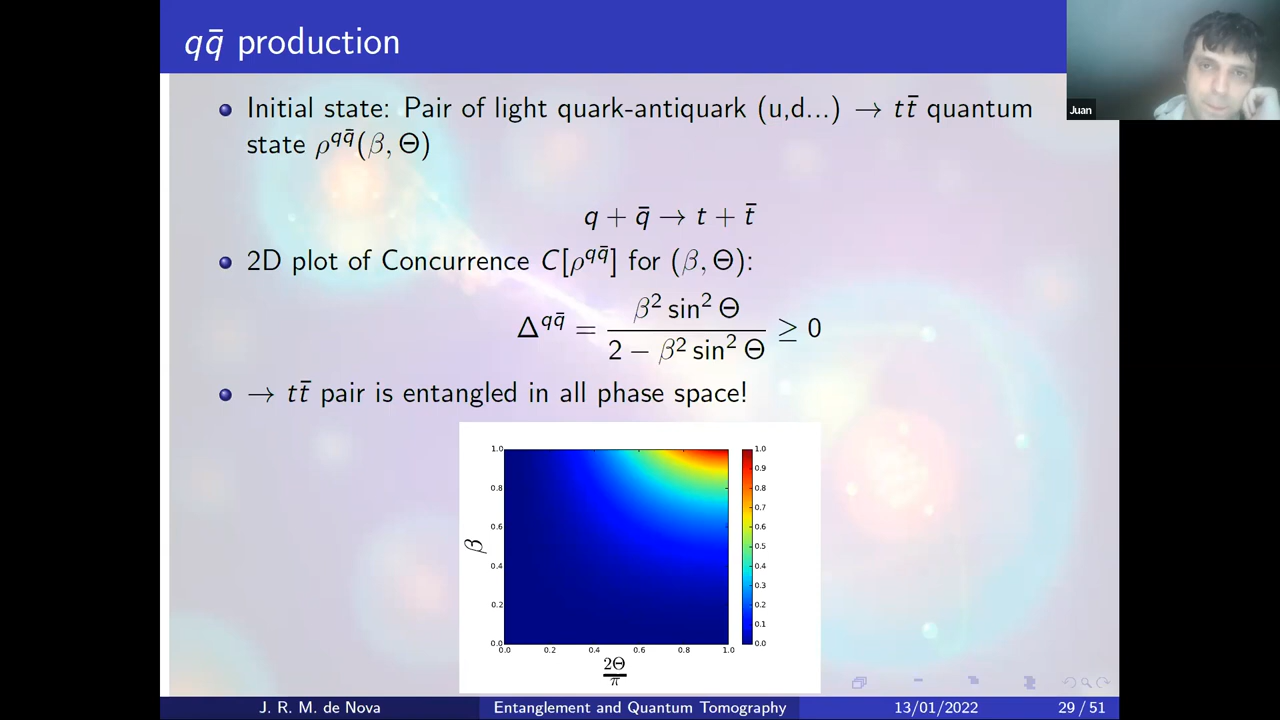 qq̄ production
Juan
Initial state: Pair of light quark-antiquark (u,d...) → tt̄ quantum
state ρ^{qq̄}(β, Θ)
q + q̄ → t + t̄
2D plot of Concurrence C[ρ^{qq̄}] for (β, Θ):
Δ^{qq̄} = \frac{β² sin² Θ}{2 − β² sin² Θ} ≥ 0
→ tt̄ pair is entangled in all phase space!
1.0 0.8 0.6 0.4 0.2 0.0
β
0.0 0.2 0.4 0.6 0.8 1.0
2Θ/π
1.0 0.9 0.8 0.7 0.6 0.5 0.4 0.3 0.2 0.1 0.0
J. R. M. de Nova Entanglement and Quantum Tomography 13/01/2022 29 / 51